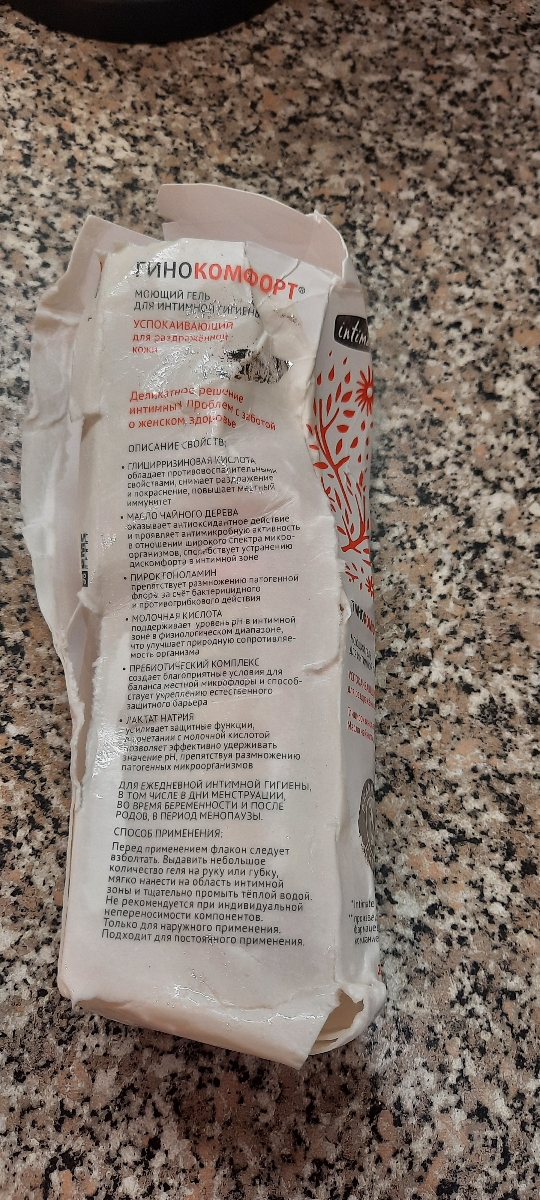 ГИНОКОМФОРТ®
МОЮЩИЙ ГЕЛЬ
ДЛЯ ИНТИМНОЙ ГИГИЕНЫ
УСПОКАИВАЮЩИЙ
для раздражённой
кожи
Деликатное решение
интимных проблем с заботой
о женском здоровье
ОПИСАНИЕ СВОЙСТВ:
• ГЛИЦИРРИЗИНОВАЯ КИСЛОТА
обладает противовоспалительными
свойствами, снимает раздражение
и покраснение, повышает местный
иммунитет
• МАСЛО ЧАЙНОГО ДЕРЕВА
оказывает антиоксидантное действие
и проявляет антимикробную активность
в отношении широкого спектра микро-
организмов, способствует устранению
дискомфорта в интимной зоне
• ПИРОКТОНОЛАМИН
препятствует размножению патогенной
флоры за счёт бактерицидного
и противогрибкового действия
• МОЛОЧНАЯ КИСЛОТА
поддерживает уровень pH в интимной
зоне в физиологическом диапазоне,
что улучшает природную сопротивляе-
мость организма
• ПРЕБИОТИЧЕСКИЙ КОМПЛЕКС
создает благоприятные условия для
баланса местной микрофлоры и способ-
ствует укреплению естественного
защитного барьера
• ЛАКТАТ НАТРИЯ
усиливает защитные функции,
в сочетании с молочной кислотой
позволяет эффективно удерживать
значение pH, препятствуя размножению
патогенных микроорганизмов
ДЛЯ ЕЖЕДНЕВНОЙ ИНТИМНОЙ ГИГИЕНЫ,
В ТОМ ЧИСЛЕ В ДНИ МЕНСТРУАЦИИ,
ВО ВРЕМЯ БЕРЕМЕННОСТИ И ПОСЛЕ
РОДОВ, В ПЕРИОД МЕНОПАУЗЫ.
СПОСОБ ПРИМЕНЕНИЯ:
Перед применением флакон следует
взболтать. Выдавить небольшое
количество геля на руку или губку,
мягко нанести на область интимной
зоны и тщательно промыть тёплой водой.
Не рекомендуется при индивидуальной
непереносимости компонентов.
Только для наружного применения.
Подходит для постоянного применения.
intim
*Intimate